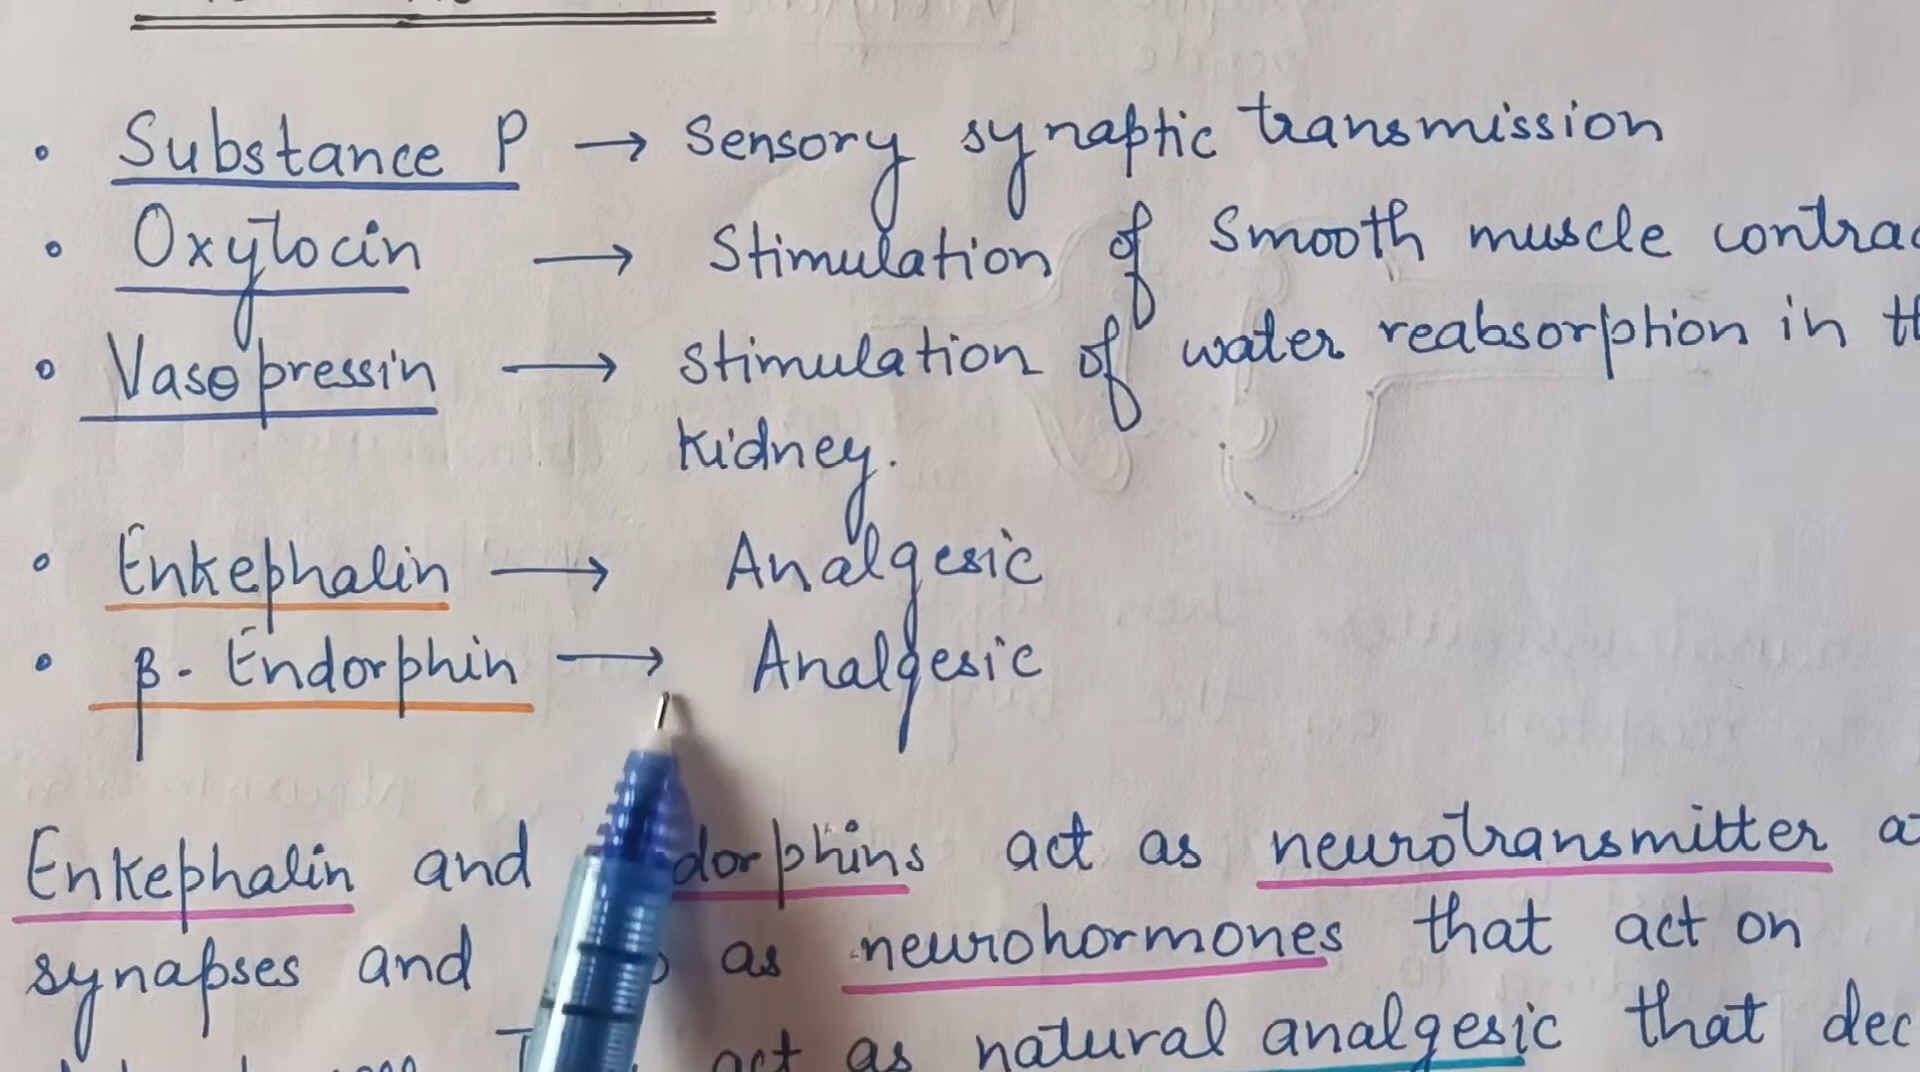 • Substance P → Sensory synaptic transmission
• Oxytocin → Stimulation of Smooth muscle contrac
• Vasopressin → Stimulation of water reabsorption in th
Kidney.
• Enkephalin → Analgesic
• β- Endorphin → Analgesic
Enkephalin and dorphins act as neurotransmitter a
synapses and as neurohormones that act on
act as natural analgesic that dec